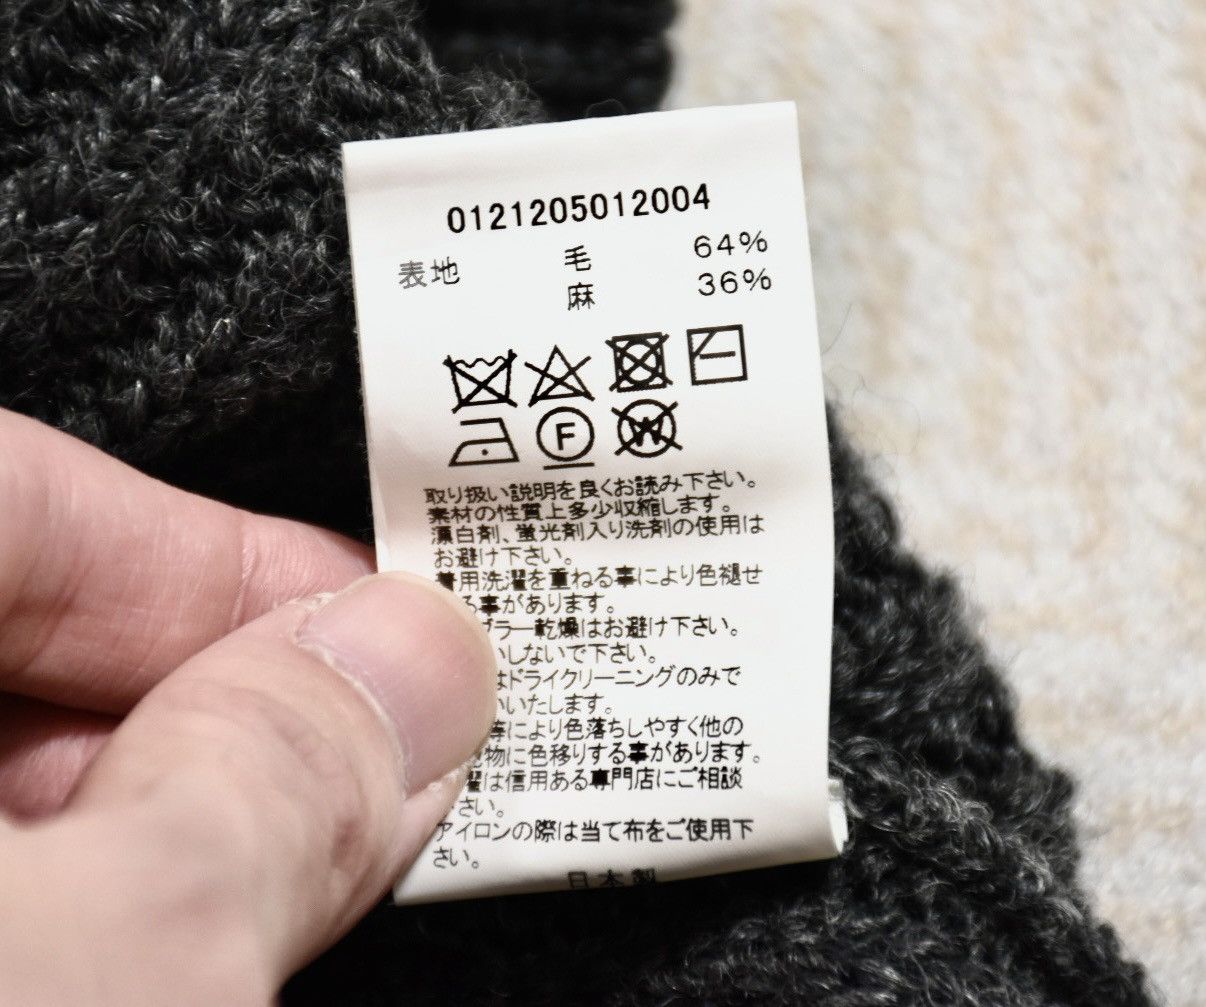 0121205012004
表地 毛 64%
麻 36%
F
W
取り扱い説明を良くお読み下さい。
素材の性質上多少収縮します。
漂白剤、蛍光剤入り洗剤の使用は
お避け下さい。
着用洗濯を重ねる事により色褪せ
る事があります。
ブラー乾燥はお避け下さい。
いしないで下さい。
はドライクリーニングのみで
いいたします。
等により色落ちしやすく他の
物に色移りする事があります。
濯は信用ある専門店にご相談
さい。
アイロンの際は当て布をご使用下
さい。
日本製